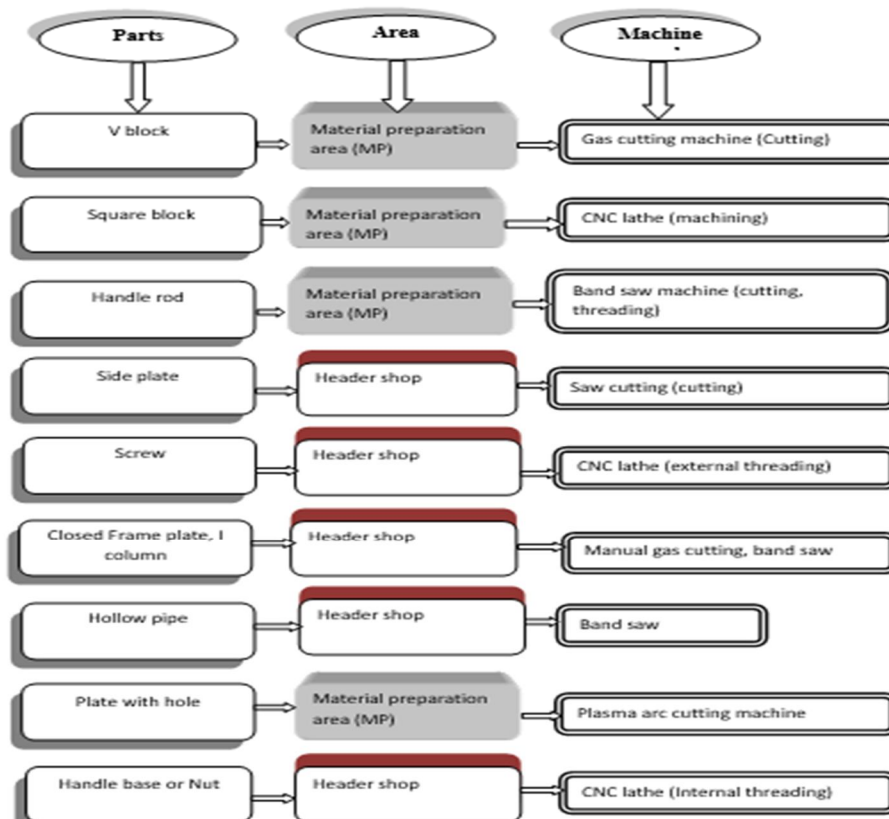 Parts
Area
Machine
V block
Material preparation
area (MP)
Gas cutting machine (Cutting)
Square block
Material preparation
area (MP)
CNC lathe (machining)
Handle rod
Material preparation
area (MP)
Band saw machine (cutting,
threading)
Side plate
Header shop
Saw cutting (cutting)
Screw
Header shop
CNC lathe (external threading)
Closed Frame plate, I
column
Header shop
Manual gas cutting, band saw
Hollow pipe
Header shop
Band saw
Plate with hole
Material preparation
area (MP)
Plasma arc cutting machine
Handle base or Nut
Header shop
CNC lathe (Internal threading)